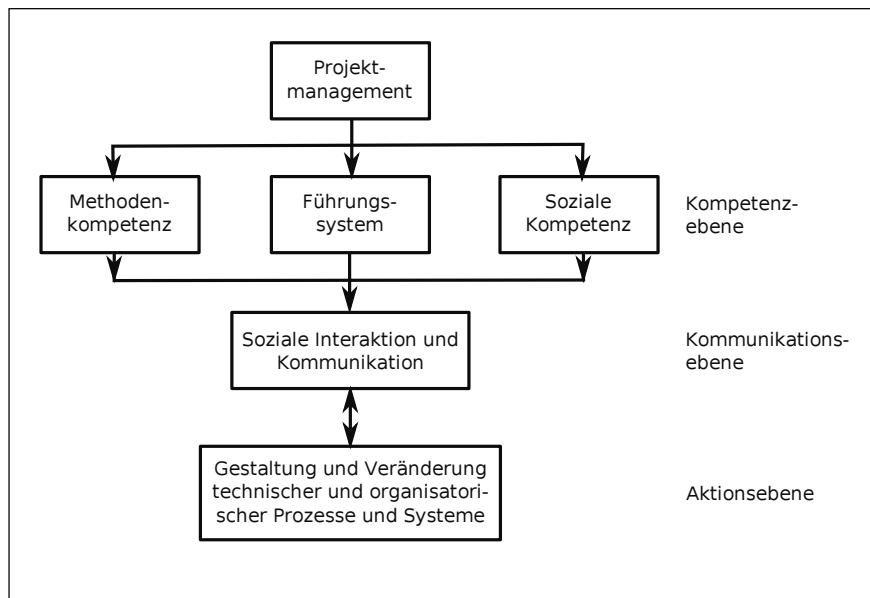 Projekt-
management
Methoden-
kompetenz
Führungs-
system
Soziale
Kompetenz
Kompetenz-
ebene
Soziale Interaktion und
Kommunikation
Kommunikations-
ebene
Gestaltung und Veränderung
technischer und organisatori-
scher Prozesse und Systeme
Aktionsebene